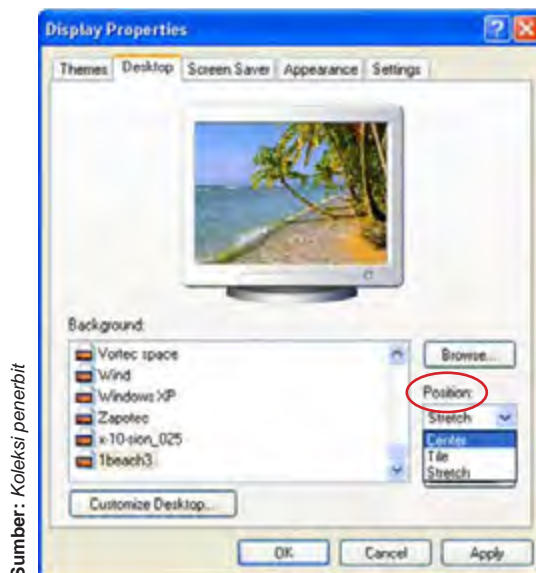 Display Properties
Themes Desktop Screen Saver Appearance Settings
Background:
Vortec space
Wind
Windows XP
Zapotec
x-10-sion_025
1beach3
Browse...
Position:
Stretch
Center
Tile
Stretch
Customize Desktop...
OK Cancel Apply
Sumber: Koleksi penerbit